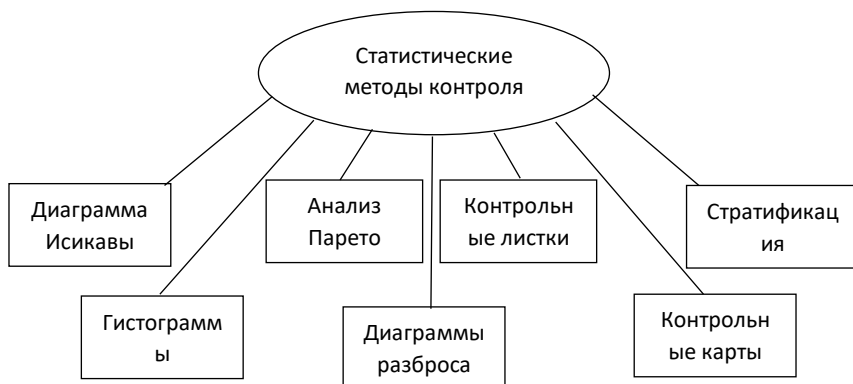 Статистические
методы контроля
Диаграмма
Исикавы
Анализ
Парето
Контрольн
ые листки
Стратификац
ия
Гистограмм
ы
Диаграммы
разброса
Контрольн
ые карты